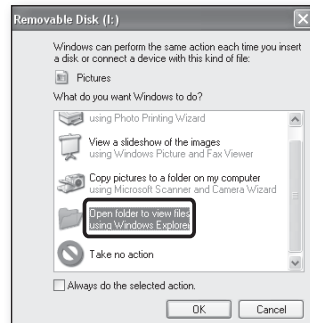 Removable Disk (I:)
Windows can perform the same action each time you insert
a disk or connect a device with this kind of file:
Pictures
What do you want Windows to do?
using Photo Printing Wizard
View a slideshow of the images
using Windows Picture and Fax Viewer
Copy pictures to a folder on my computer
using Microsoft Scanner and Camera Wizard
Open folder to view files
using Windows Explorer
Take no action
Always do the selected action.
OK
Cancel